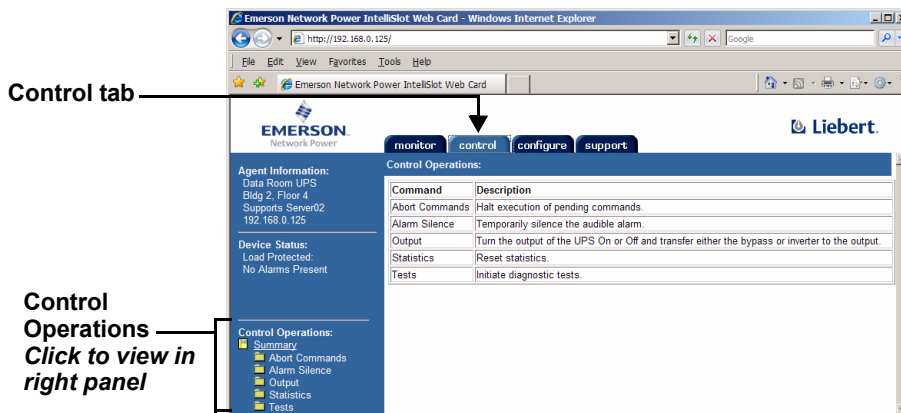 Emerson Network Power IntelliSlot Web Card - Windows Internet Explorer
http://192.168.0.125/
Google
File Edit View Favorites Tools Help
Emerson Network Power IntelliSlot Web Card
Control tab
EMERSON.
Network Power
Liebert.
monitor control configure support
Agent Information:
Data Room UPS
Bldg 2, Floor 4
Supports Server02
192.168.0.125
Device Status:
Load Protected:
No Alarms Present
Control Operations:
Command Description
Abort Commands Halt execution of pending commands.
Alarm Silence Temporarily silence the audible alarm.
Output Turn the output of the UPS On or Off and transfer either the bypass or inverter to the output.
Statistics Reset statistics.
Tests Initiate diagnostic tests.
Control
Operations
Click to view in
right panel
Control Operations:
Summary
Abort Commands
Alarm Silence
Output
Statistics
Tests